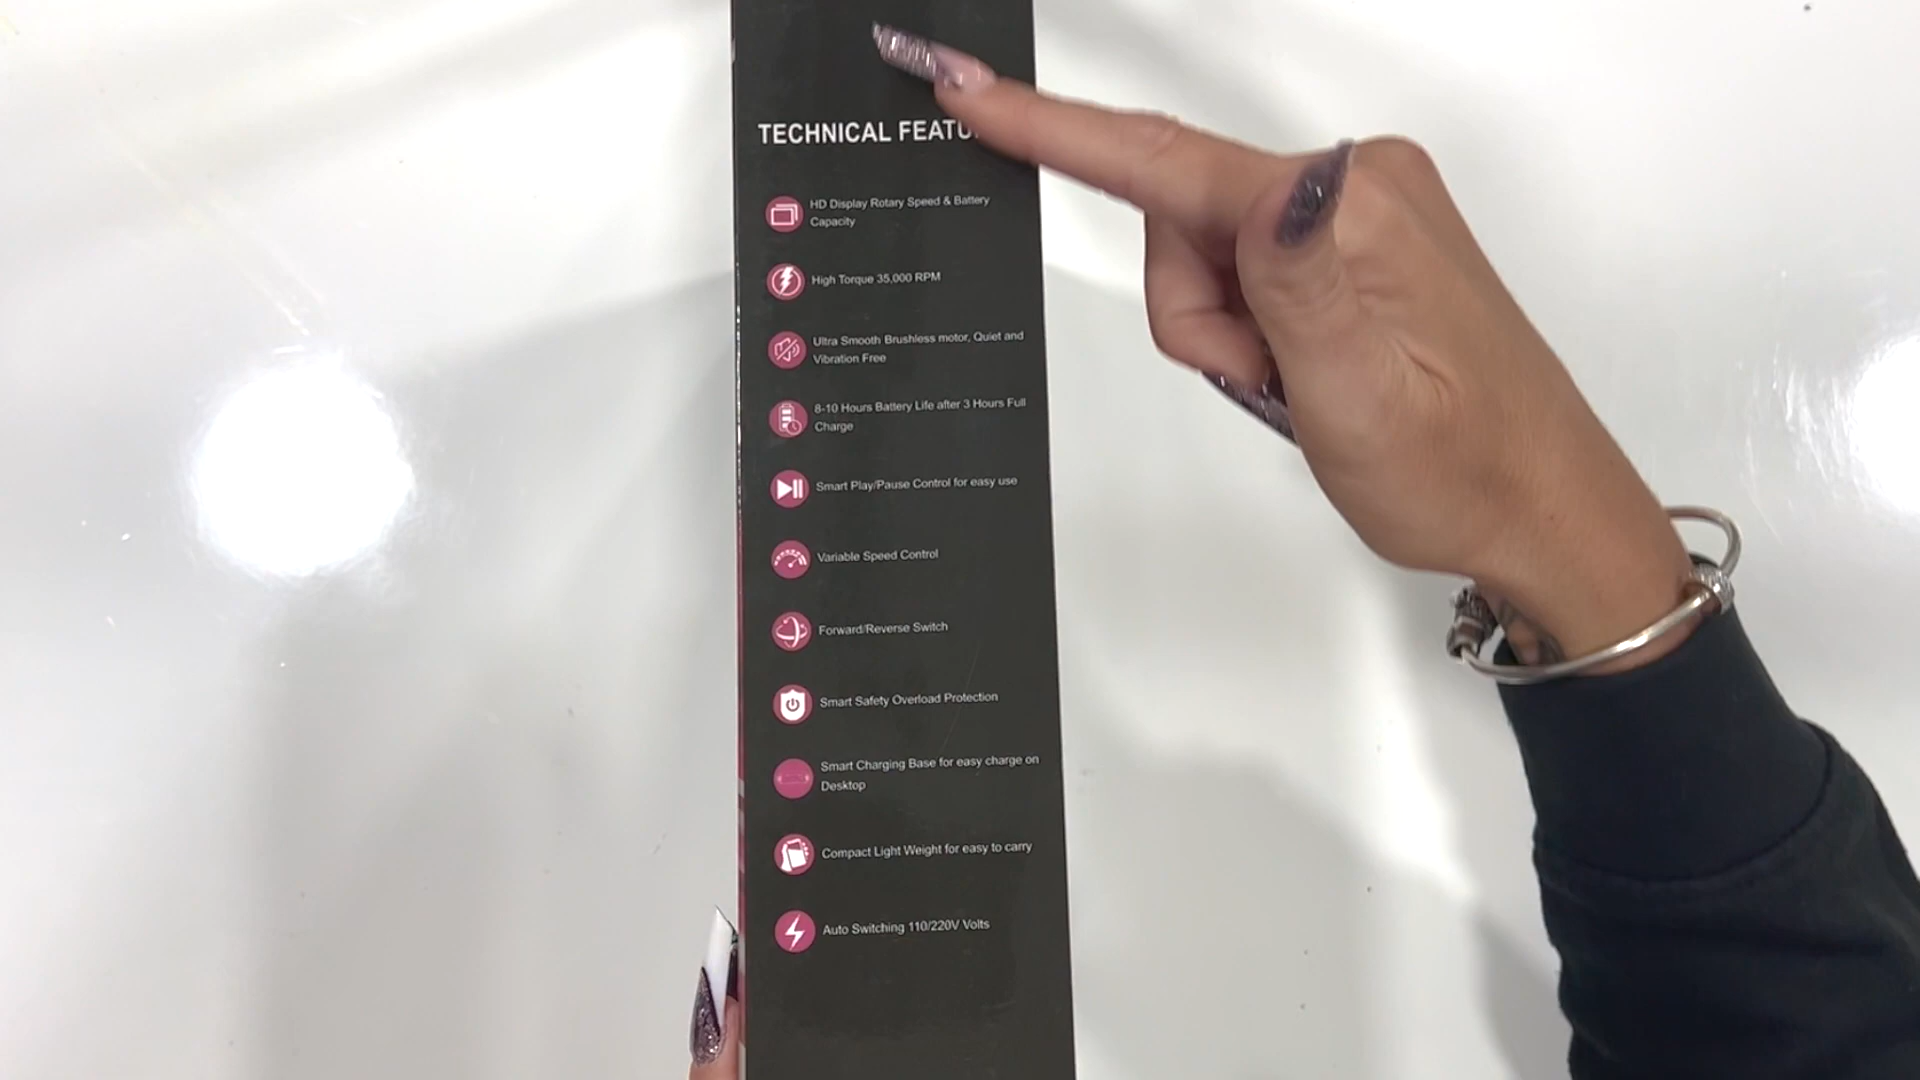 TECHNICAL FEATU
HD Display Rotary Speed & Battery
Capacity
High Torque 35,000 RPM
Ultra Smooth Brushless motor, Quiet and
Vibration Free
8-10 Hours Battery Life after 3 Hours Full
Charge
Smart Play/Pause Control for easy use
Variable Speed Control
Forward/Reverse Switch
Smart Safety Overload Protection
Smart Charging Base for easy charge on
Desktop
Compact Light Weight for easy to carry
Auto Switching 110/220V Volts